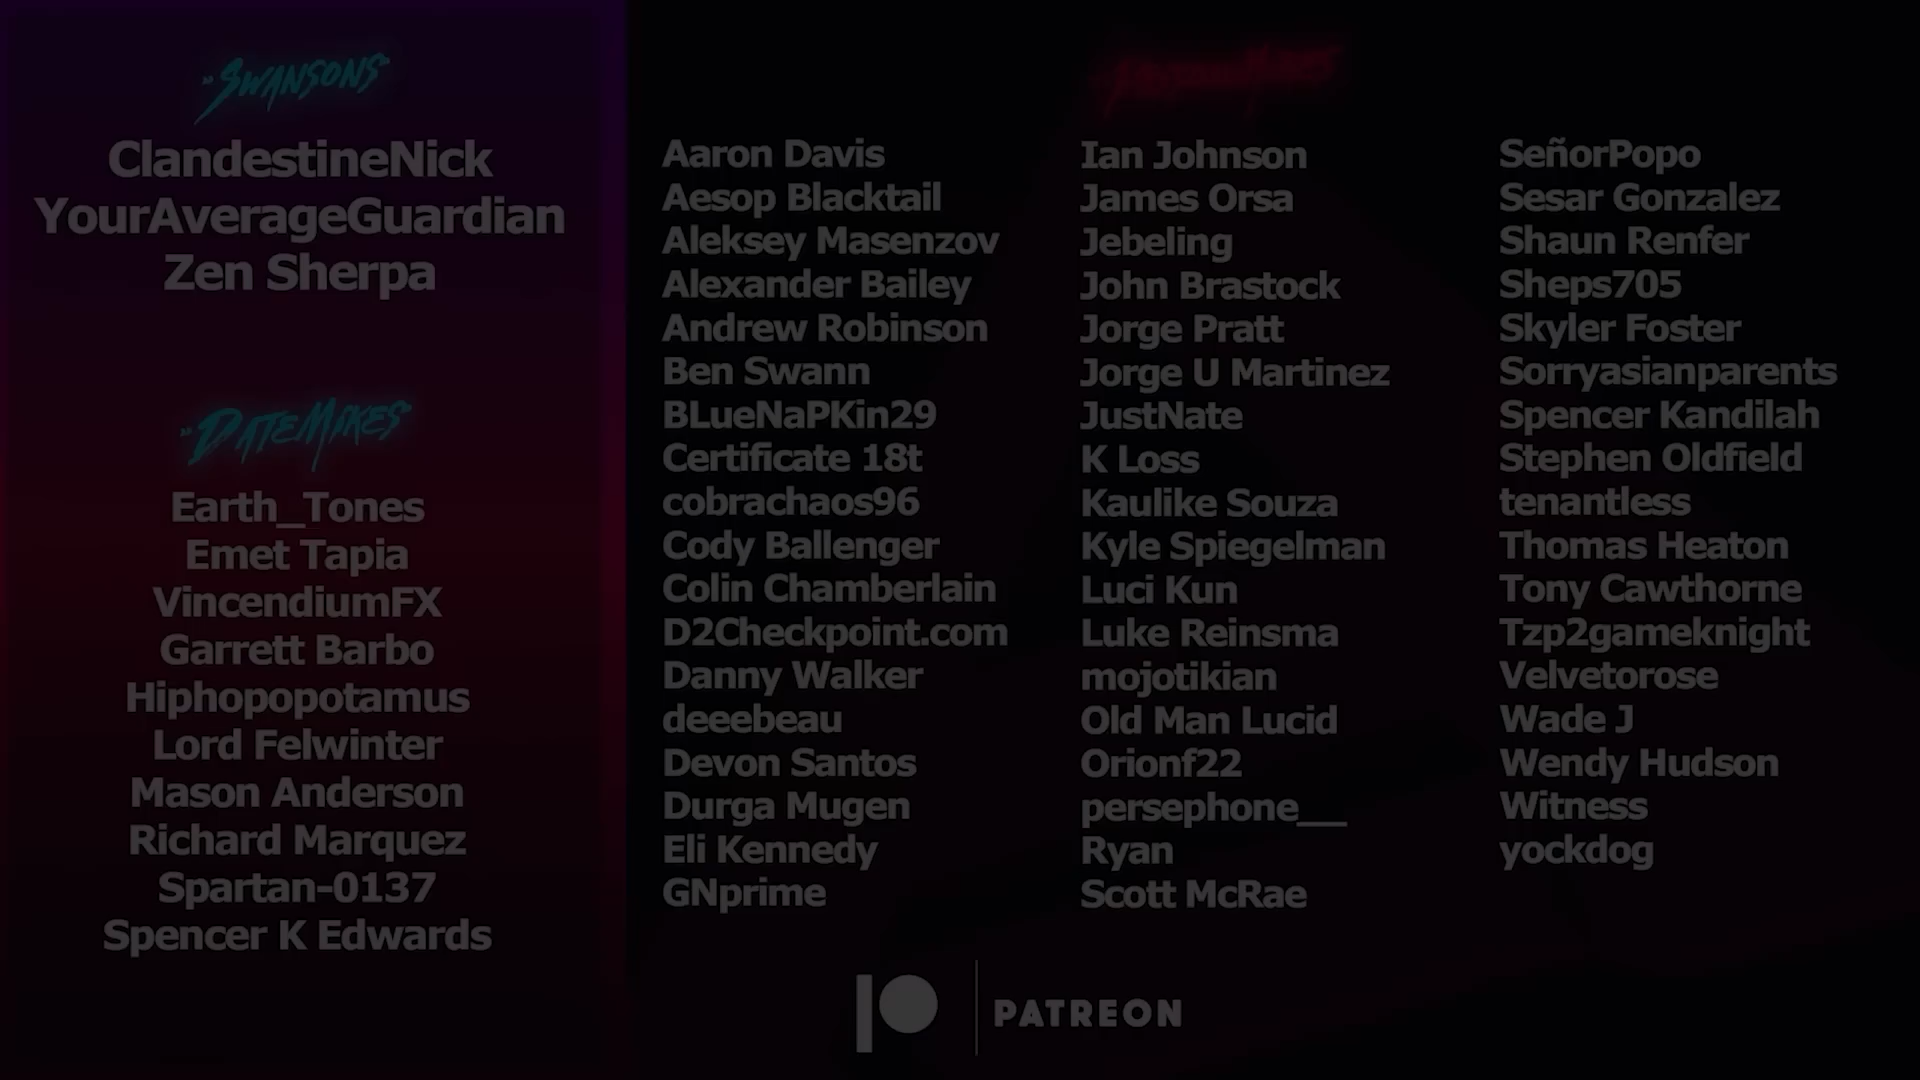 "Swansons"
ClandestineNick
YourAverageGuardian
Zen Sherpa
"DateMakes"
Earth_Tones
Emet Tapia
VincendiumFX
Garrett Barbo
Hiphopopotamus
Lord Felwinter
Mason Anderson
Richard Marquez
Spartan-0137
Spencer K Edwards
Aaron Davis
Aesop Blacktail
Aleksey Masenzov
Alexander Bailey
Andrew Robinson
Ben Swann
BLueNaPKin29
Certificate 18t
cobrachaos96
Cody Ballenger
Colin Chamberlain
D2Checkpoint.com
Danny Walker
deeebeau
Devon Santos
Durga Mugen
Eli Kennedy
GNprime
Ian Johnson
James Orsa
Jebeling
John Brastock
Jorge Pratt
Jorge U Martinez
JustNate
K Loss
Kaulike Souza
Kyle Spiegelman
Luci Kun
Luke Reinsma
mojotikian
Old Man Lucid
Orionf22
persephone__
Ryan
Scott McRae
SeñorPopo
Sesar Gonzalez
Shaun Renfer
Sheps705
Skyler Foster
Sorryasianparents
Spencer Kandilah
Stephen Oldfield
tenantless
Thomas Heaton
Tony Cawthorne
Tzp2gameknight
Velvetorose
Wade J
Wendy Hudson
Witness
yockdog
PATREON